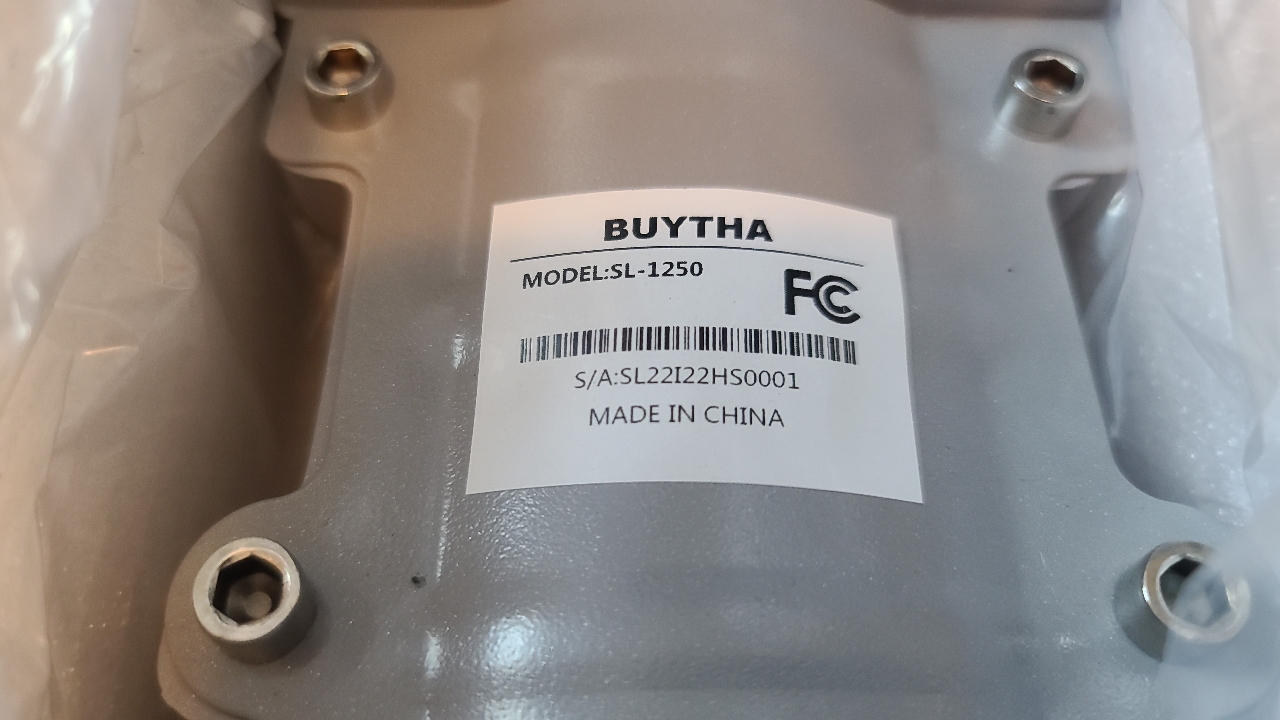 BUYTHA
MODEL:SL-1250
FC
S/A:SL22I22HS0001
MADE IN CHINA